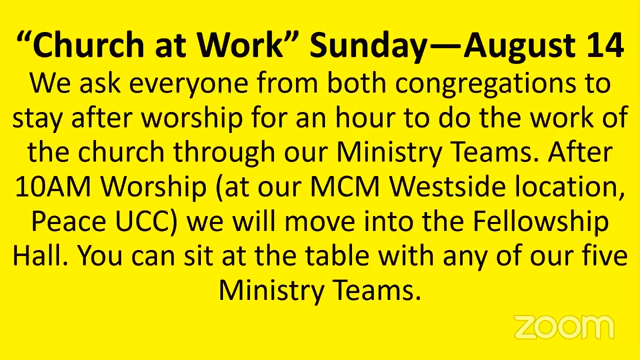 “Church at Work” Sunday—August 14
We ask everyone from both congregations to
stay after worship for an hour to do the work of
the church through our Ministry Teams. After
10AM Worship (at our MCM Westside location,
Peace UCC) we will move into the Fellowship
Hall. You can sit at the table with any of our five
Ministry Teams.
zoom